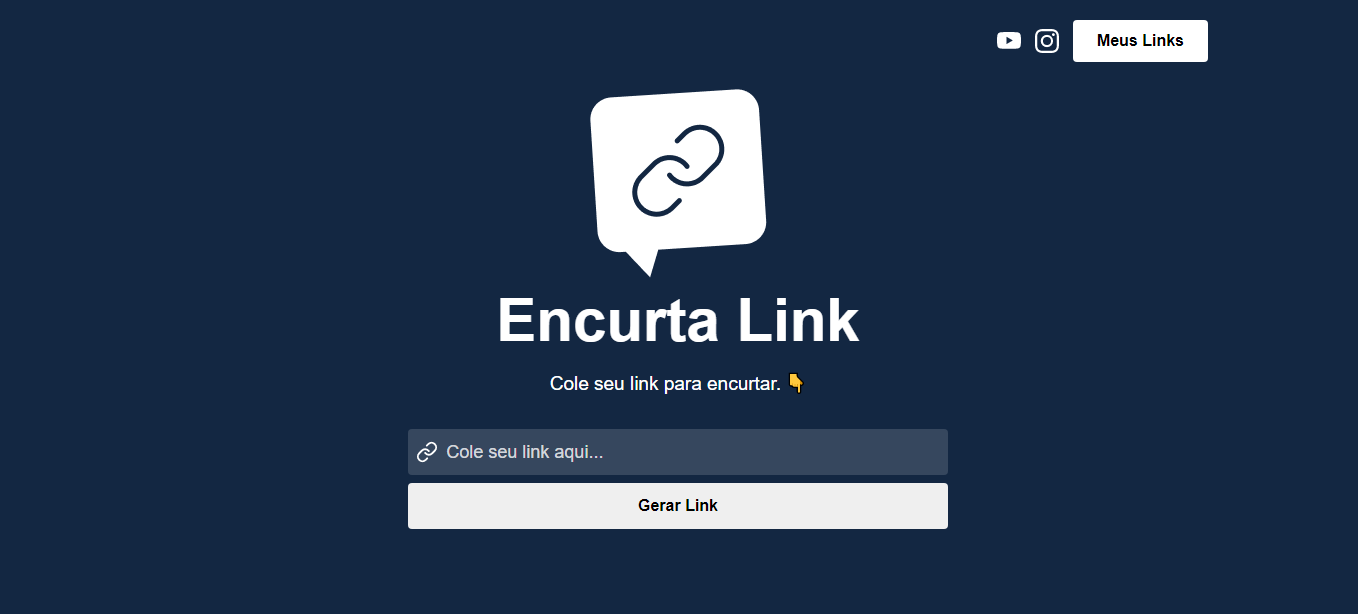 Meus Links
Encurta Link
Cole seu link para encurtar. 👇
Cole seu link aqui...
Gerar Link